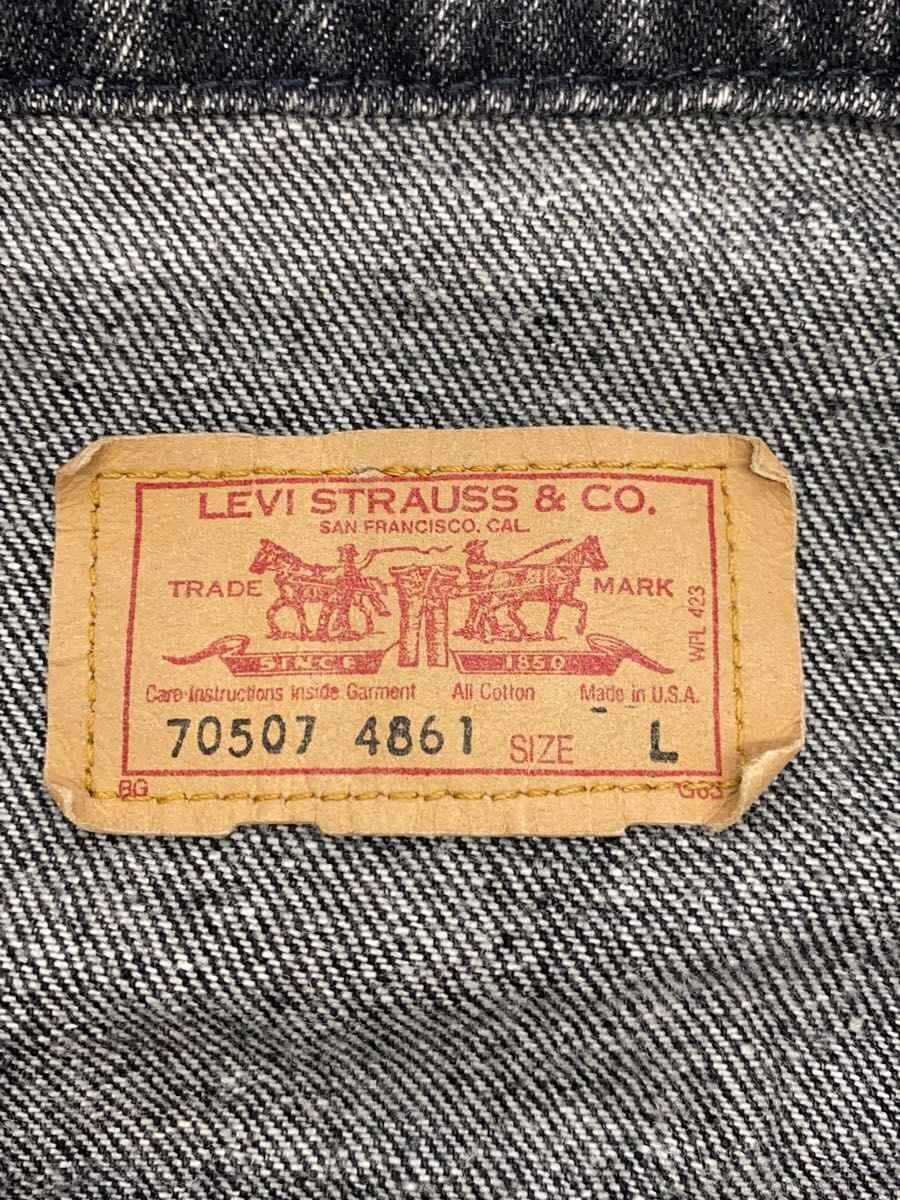 LEVI STRAUSS & CO.
SAN FRANCISCO, CAL.
TRADE MARK
SINCE 1850
WPL 423
Care Instructions Inside Garment All Cotton Made in U.S.A.
70507 4861 SIZE L
BG